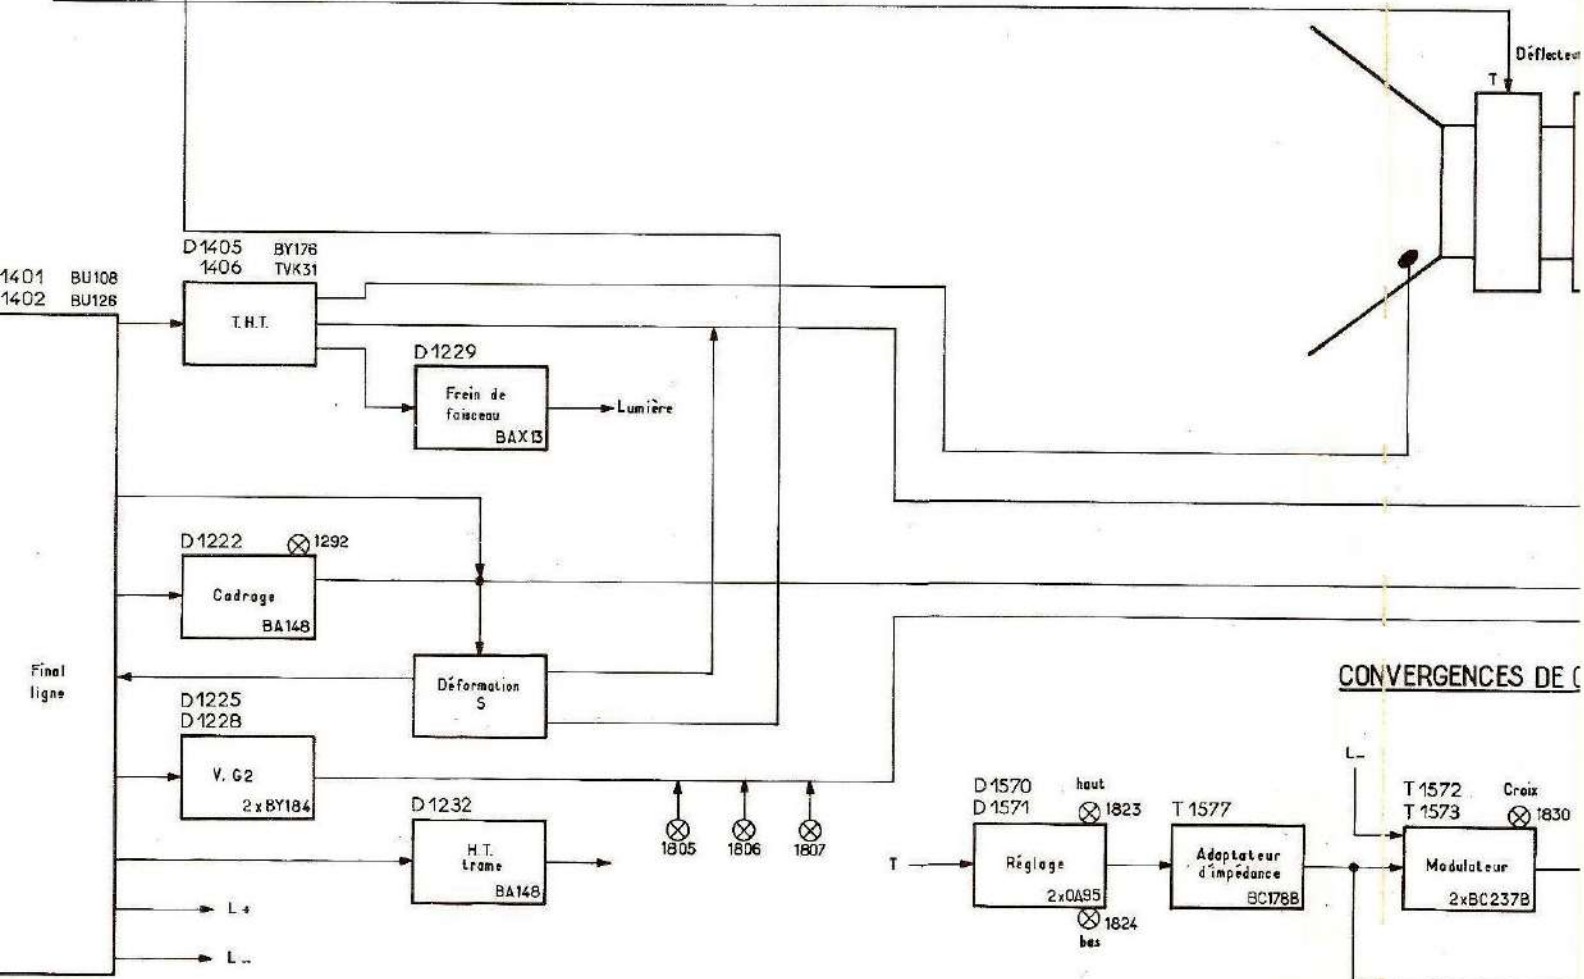 Déflecteu
T
D1405 BY176
1406 TVK31
1401 BU108
1402 BU126
T.H.T.
D1229
Frein de
faisceau
BAX13
Lumière
D1222
1292
Cadrage
BA148
Final
ligne
Déformation
S
D1225
D1228
V. G2
2xBY184
D1232
H.T.
trame
BA148
1805
1806
1807
L+
L-
CONVERGENCES DE
L-
D1570
D1571
haut
1823
T
Réglage
2xOA95
1824
bas
T1577
Adaptateur
d'impédance
BC178B
T1572
T1573
Croix
1830
Modulateur
2xBC237B